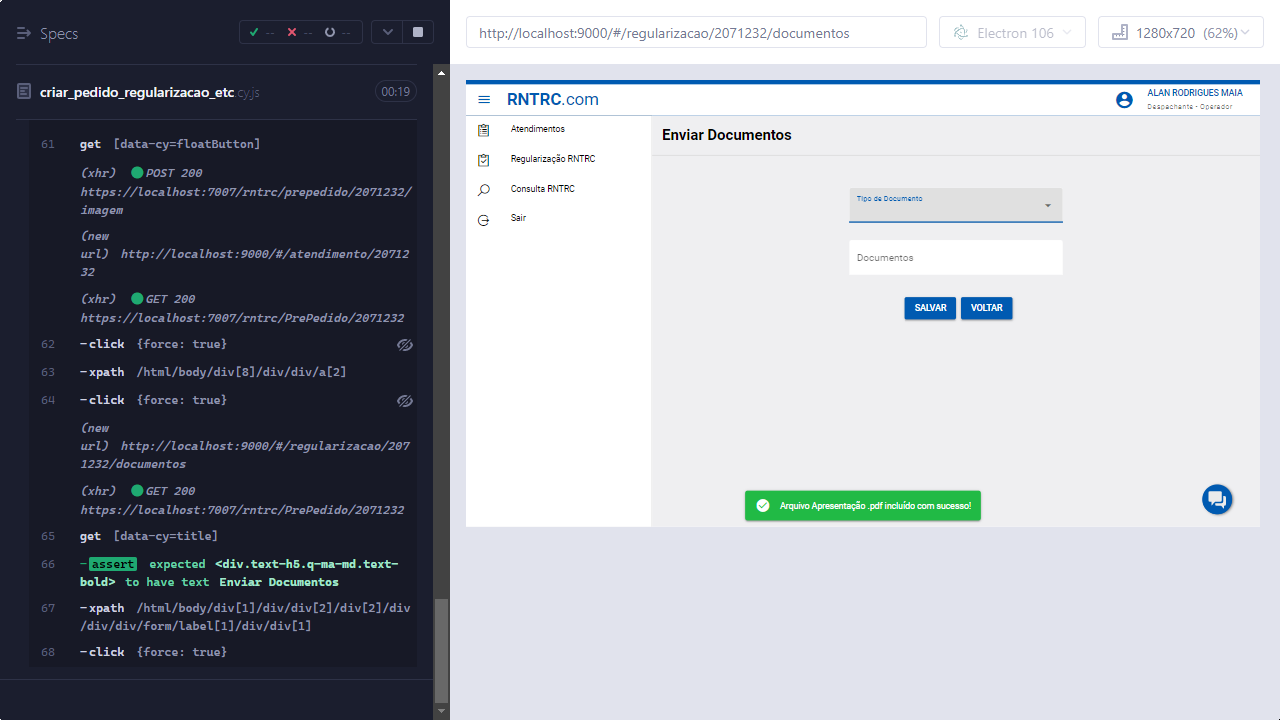 Specs
--
--
--
criar_pedido_regularizacao_etc.cy.js
00:19
61 get [data-cy=floatButton]
(xhr) POST 200
https://localhost:7007/rntrc/prepedido/2071232/
imagem
(new
url) http://localhost:9000/#/atendimento/20712
32
(xhr) GET 200
https://localhost:7007/rntrc/PrePedido/2071232
62 -click {force: true}
63 -xpath /html/body/div[8]/div/div/a[2]
64 -click {force: true}
(new
url) http://localhost:9000/#/regularizacao/207
1232/documentos
(xhr) GET 200
https://localhost:7007/rntrc/PrePedido/2071232
65 get [data-cy=title]
66 -assert expected <div.text-h5.q-ma-md.text-
bold> to have text Enviar Documentos
67 -xpath /html/body/div[1]/div/div[2]/div[2]/div
/div/div/form/label[1]/div/div[1]
68 -click {force: true}
http://localhost:9000/#/regularizacao/2071232/documentos
Electron 106
1280x720 (62%)
RNTRC.com
ALAN RODRIGUES MAIA
Despachante - Operador
Atendimentos
Regularização RNTRC
Consulta RNTRC
Sair
Enviar Documentos
Tipo de Documento
Documentos
SALVAR
VOLTAR
Arquivo Apresentação .pdf incluído com sucesso!